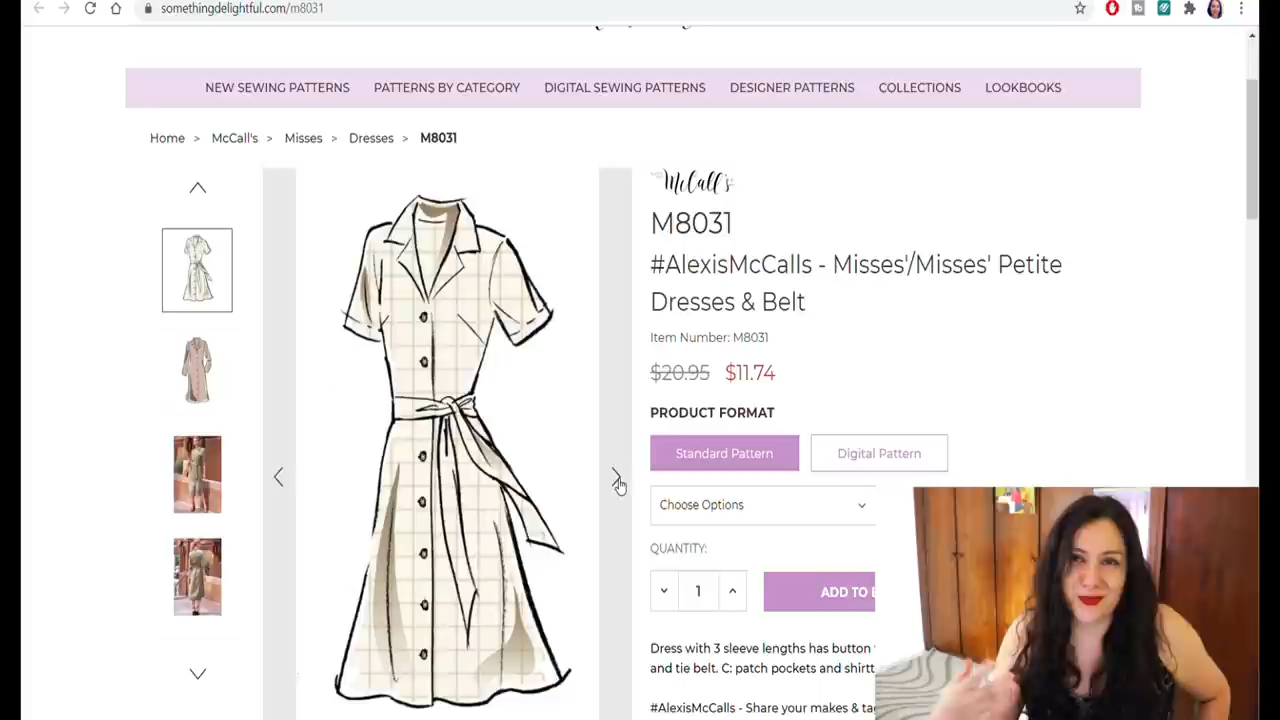 somethingdelightful.com/m8031
NEW SEWING PATTERNS PATTERNS BY CATEGORY DIGITAL SEWING PATTERNS DESIGNER PATTERNS COLLECTIONS LOOKBOOKS
Home > McCall's > Misses > Dresses > M8031
McCall's
M8031
#AlexisMcCalls - Misses'/Misses' Petite
Dresses & Belt
Item Number: M8031
$20.95 $11.74
PRODUCT FORMAT
Standard Pattern Digital Pattern
Choose Options
QUANTITY:
1 ADD TO
Dress with 3 sleeve lengths has button
and tie belt. C: patch pockets and
#AlexisMcCalls - Share your makes &